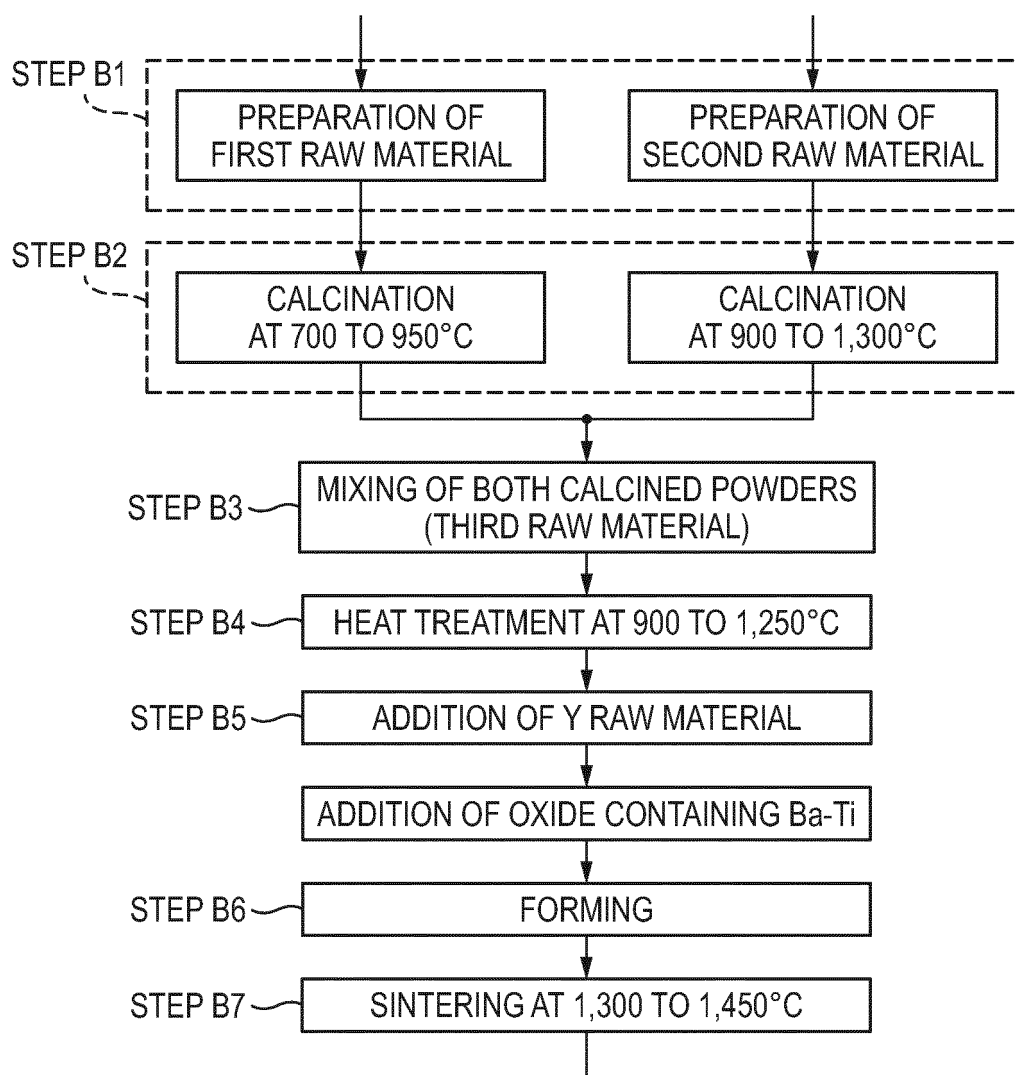 STEP B1
PREPARATION OF
FIRST RAW MATERIAL
PREPARATION OF
SECOND RAW MATERIAL
STEP B2
CALCINATION
AT 700 TO 950°C
CALCINATION
AT 900 TO 1,300°C
STEP B3
MIXING OF BOTH CALCINED POWDERS
(THIRD RAW MATERIAL)
STEP B4
HEAT TREATMENT AT 900 TO 1,250°C
STEP B5
ADDITION OF Y RAW MATERIAL
ADDITION OF OXIDE CONTAINING Ba-Ti
STEP B6
FORMING
STEP B7
SINTERING AT 1,300 TO 1,450°C